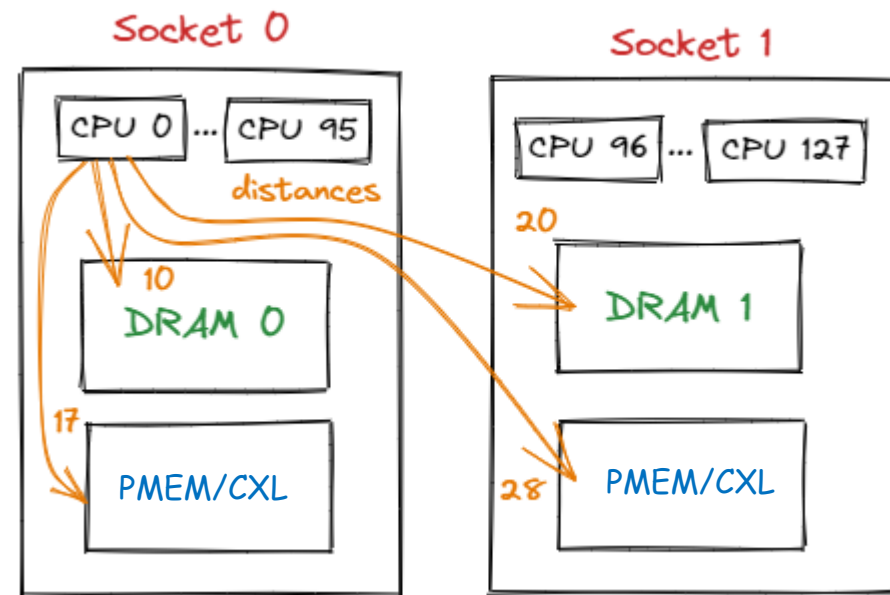 Socket 0
Socket 1
CPU 0 ... CPU 95
CPU 96 ... CPU 127
distances
20
10
DRAM 0
DRAM 1
17
PMEM/CXL
28
PMEM/CXL